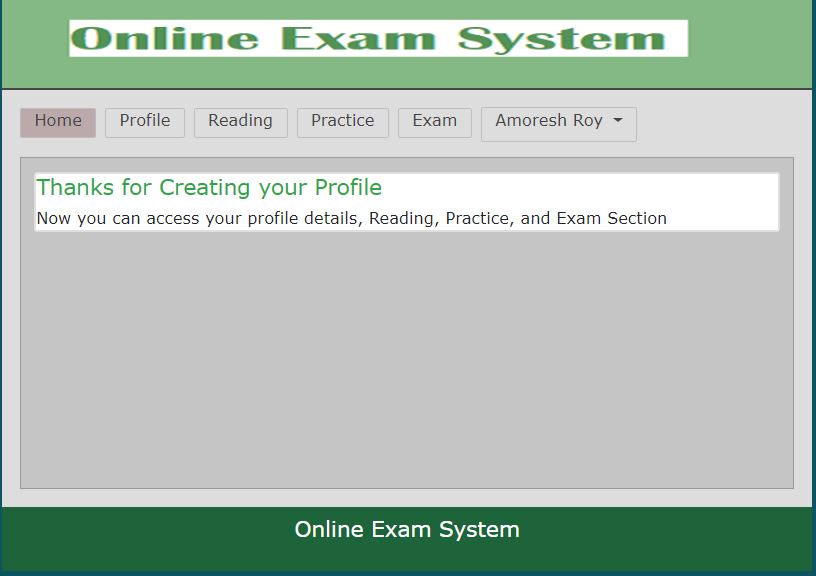 Online Exam System
Home Profile Reading Practice Exam Amoresh Roy
Thanks for Creating your Profile
Now you can access your profile details, Reading, Practice, and Exam Section
Online Exam System